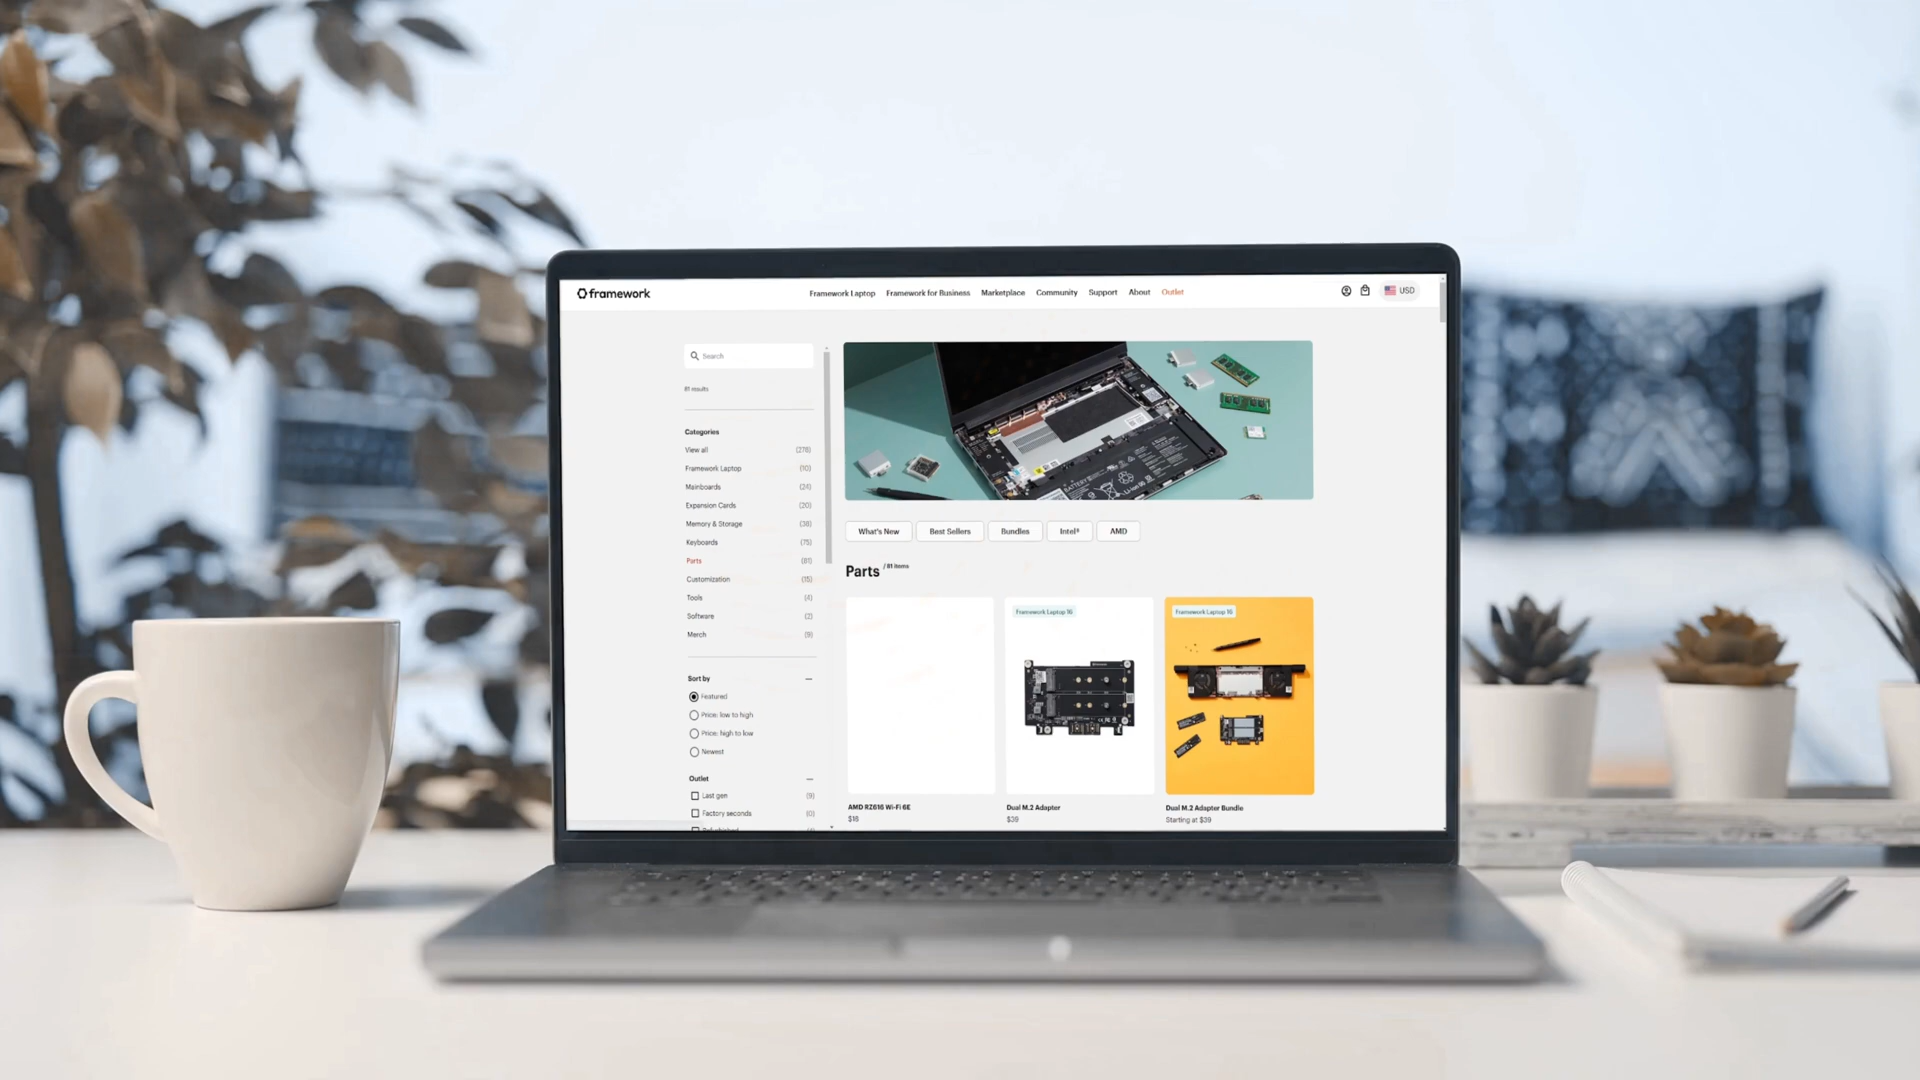 framework
Framework Laptop Framework for Business Marketplace Community Support About Outlet
USD
Search
81 results
Categories
View all (278)
Framework Laptop (10)
Mainboards (24)
Expansion Cards (20)
Memory & Storage (38)
Keyboards (75)
Parts (81)
Customization (15)
Tools (4)
Software (2)
Merch (9)
Sort by
Featured
Price: low to high
Price: high to low
Newest
Outlet
Last gen (9)
Factory seconds (0)
What's New Best Sellers Bundles Intel® AMD
Parts / 81 items
AMD RZ616 Wi-Fi 6E
$18
Framework Laptop 16
Dual M.2 Adapter
$39
Framework Laptop 16
Dual M.2 Adapter Bundle
Starting at $39